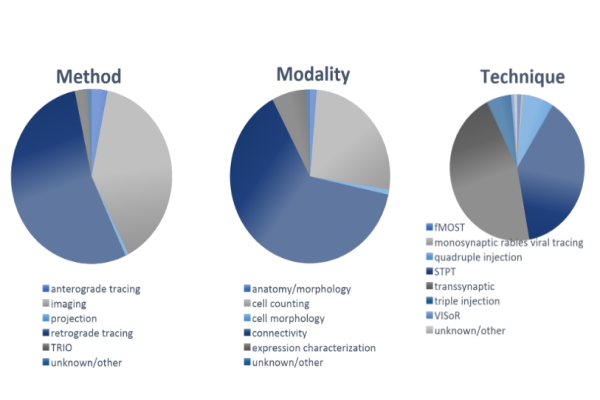 Method
Modality
Technique
anterograde tracing
imaging
projection
retrograde tracing
TRIO
unknown/other
anatomy/morphology
cell counting
cell morphology
connectivity
expression characterization
unknown/other
fMOST
monosynaptic rabies viral tracing
quadruple injection
STPT
transsynaptic
triple injection
VISoR
unknown/other